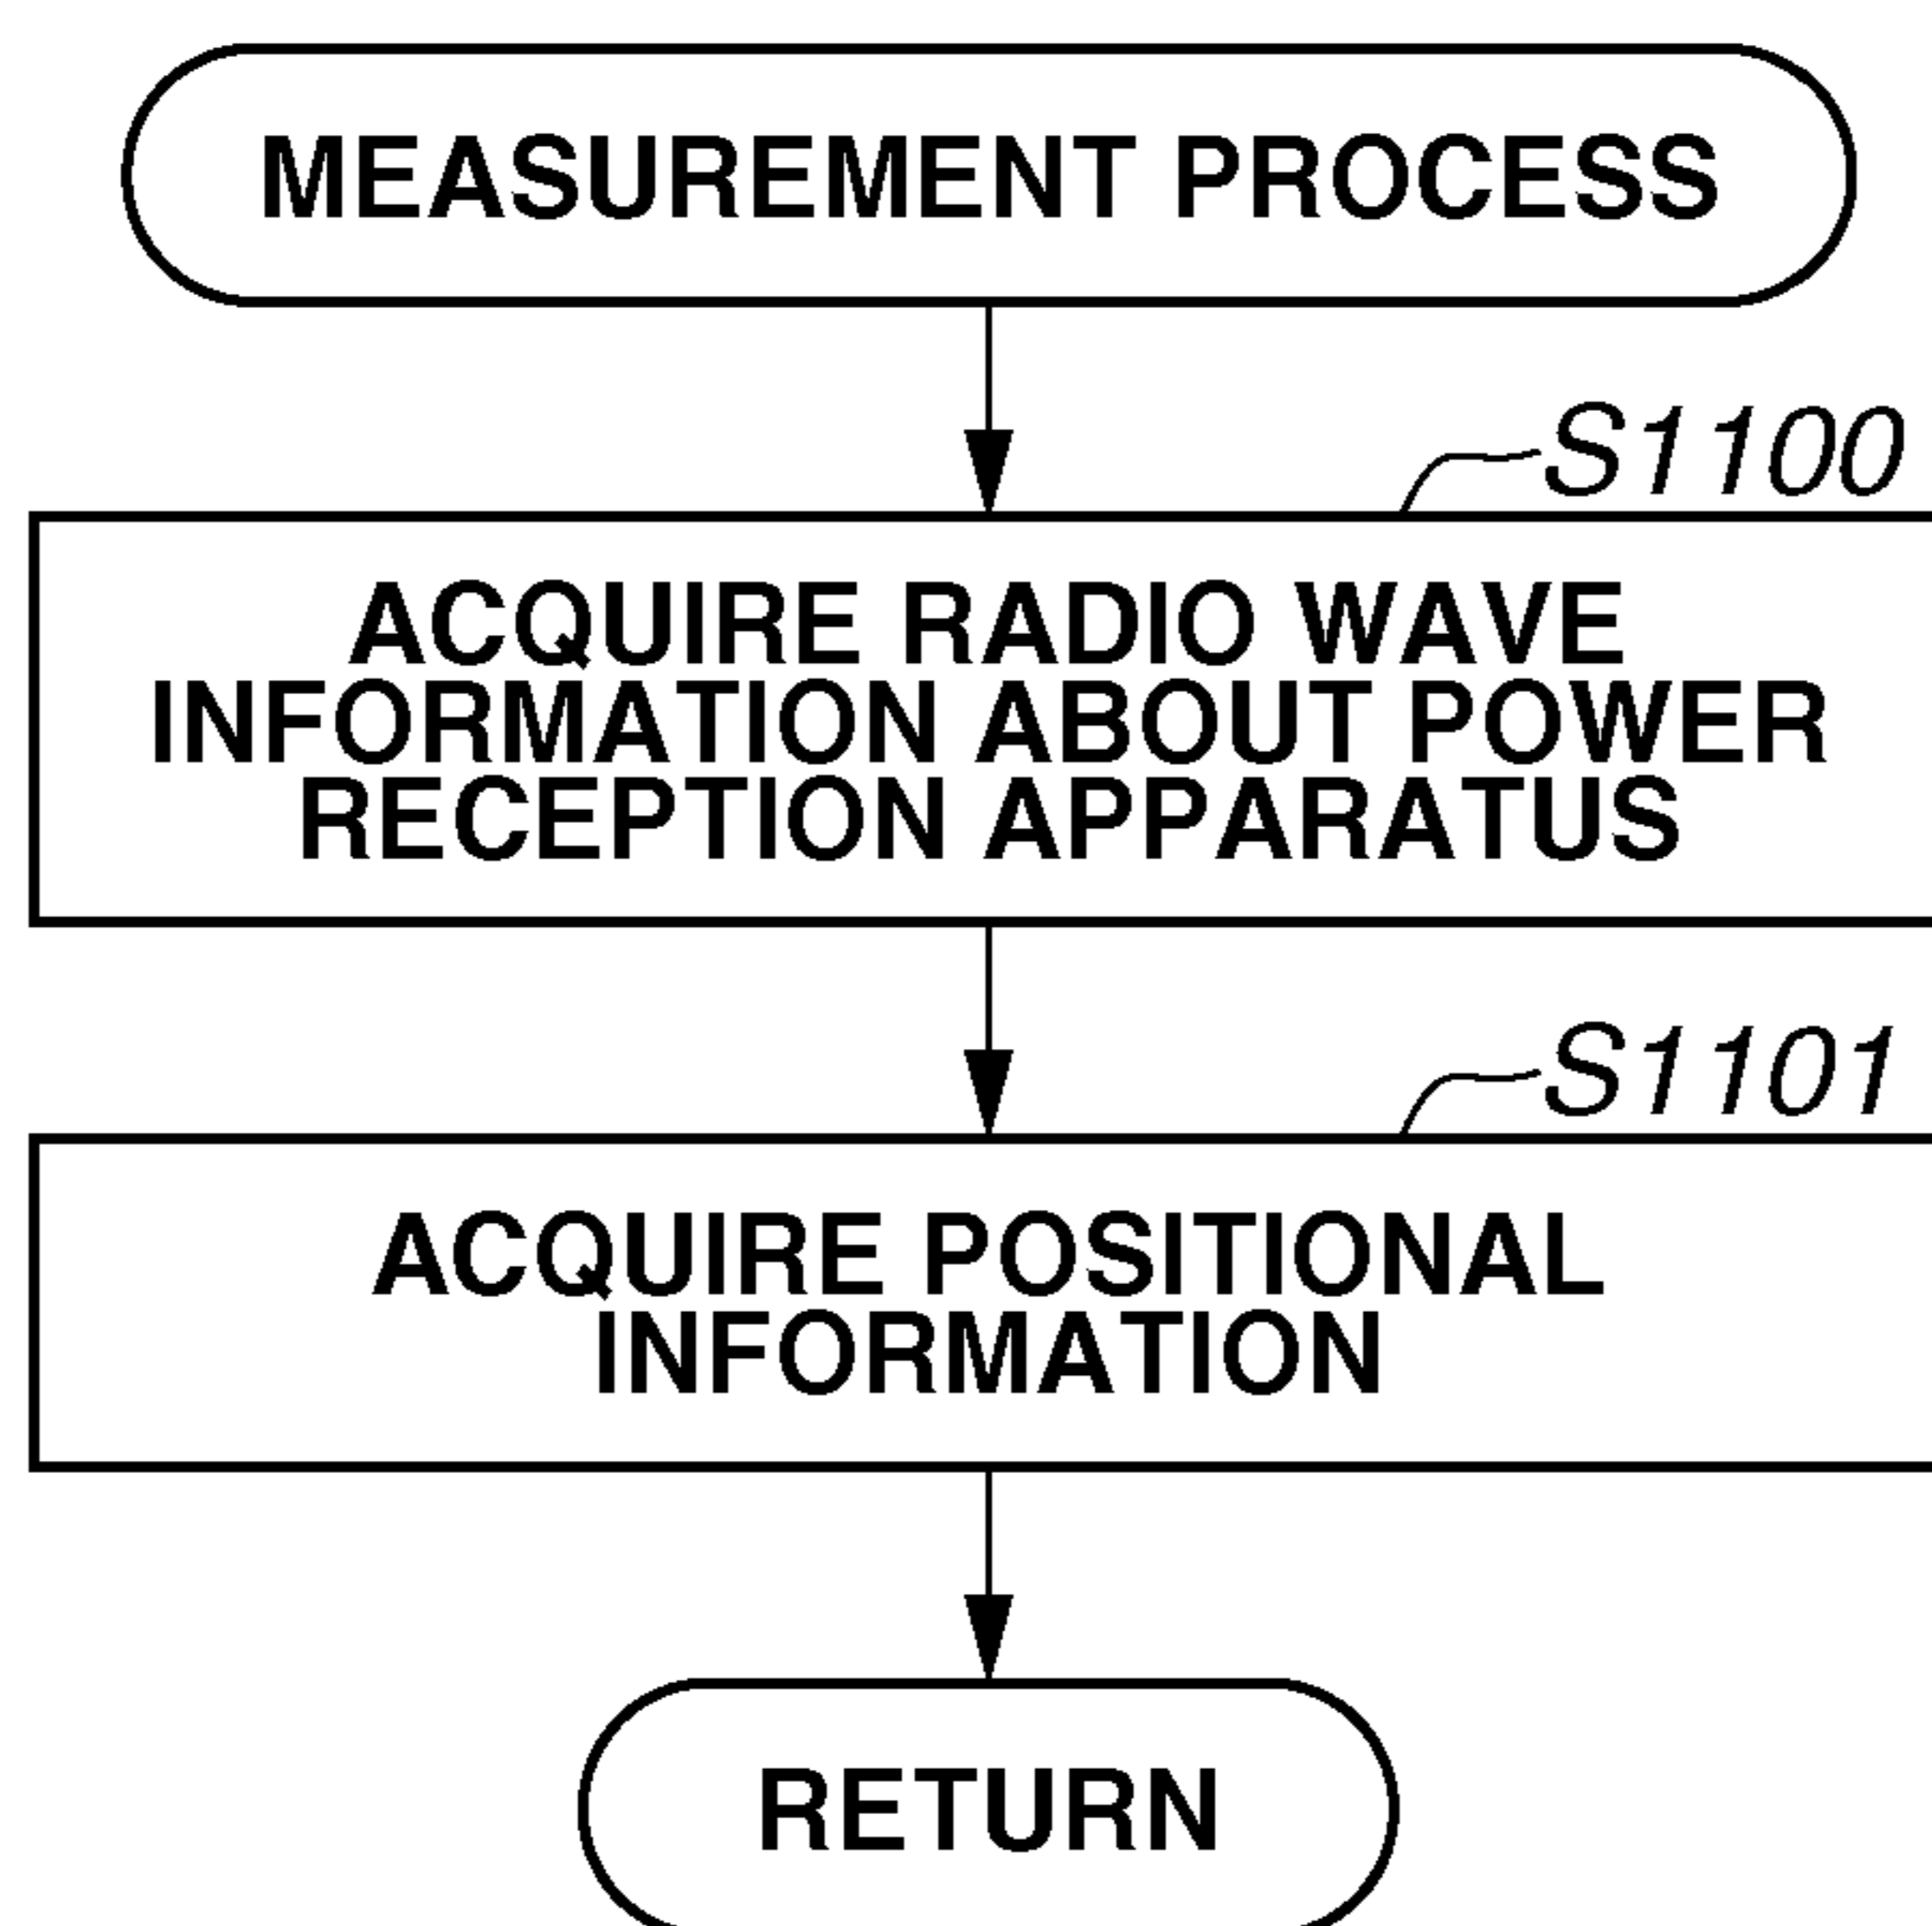 MEASUREMENT PROCESS
S1100
ACQUIRE RADIO WAVE
INFORMATION ABOUT POWER
RECEPTION APPARATUS
S1101
ACQUIRE POSITIONAL
INFORMATION
RETURN